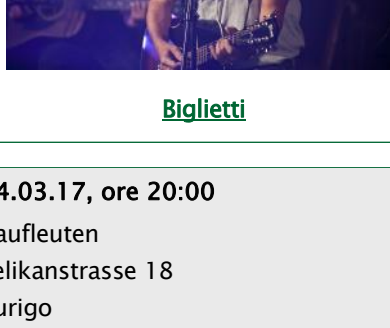 Biglietti
4.03.17, ore 20:00
aufleuten
elikanstrasse 18
urigo